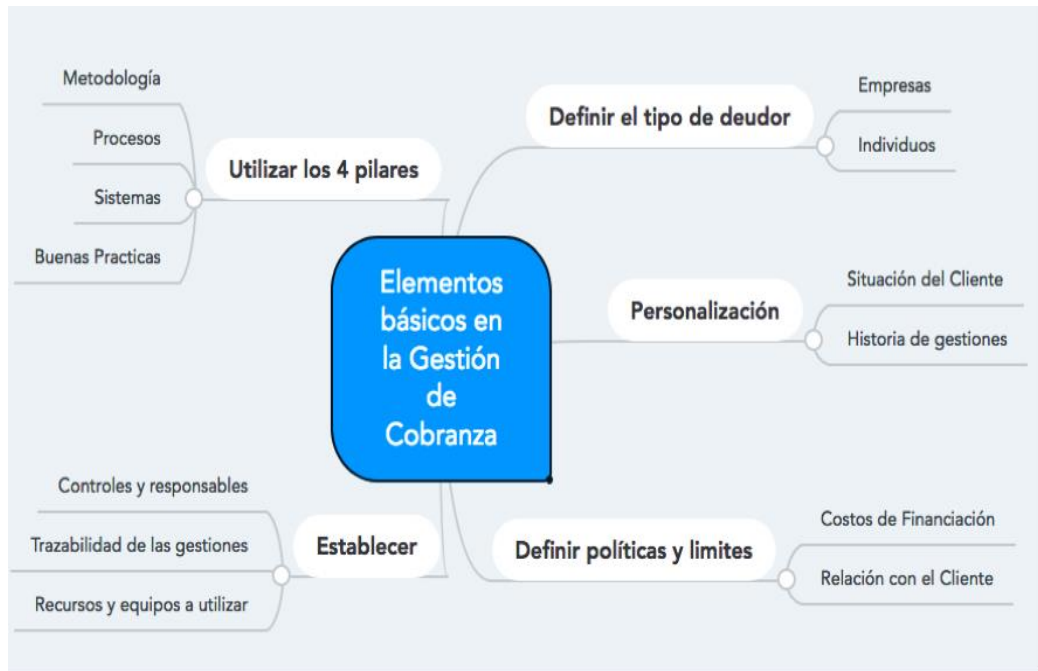 Metodología
Procesos
Sistemas
Buenas Practicas
Utilizar los 4 pilares
Definir el tipo de deudor
Empresas
Individuos
Elementos
básicos en
la Gestión
de
Cobranza
Personalización
Situación del Cliente
Historia de gestiones
Controles y responsables
Trazabilidad de las gestiones
Recursos y equipos a utilizar
Establecer
Definir políticas y limites
Costos de Financiación
Relación con el Cliente